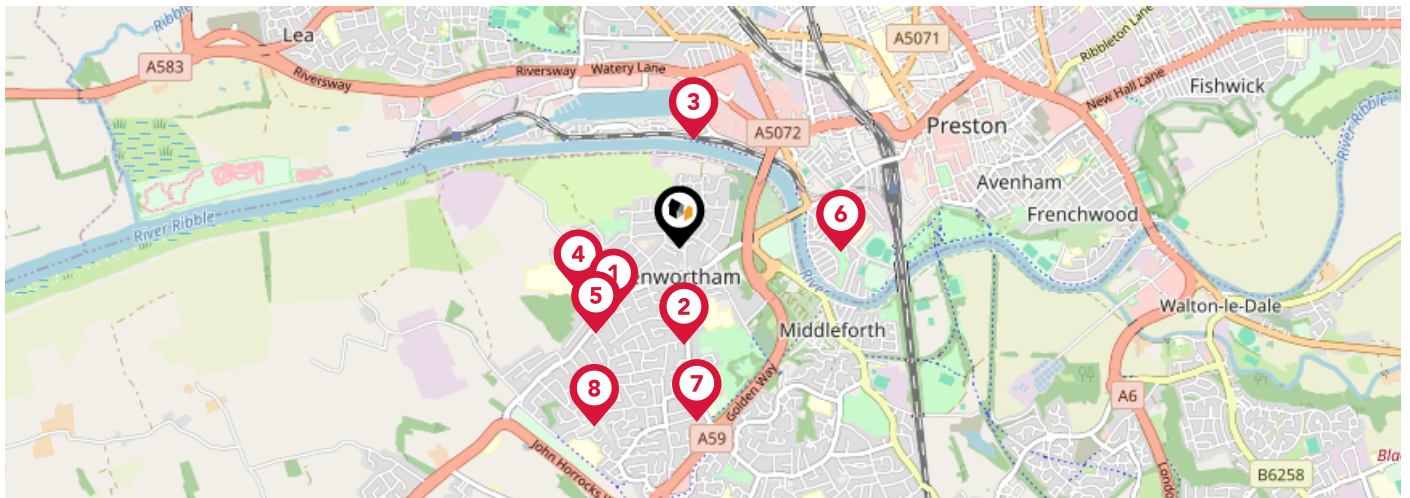 Lea
A583
Riversway
Riversway
Watery Lane
A5071
Ribbleton Lane
New Hall Lane
Fishwick
River Ribble
3
A5072
Preston
Avenham
Frenchwood
River Ribble
6
4
1
enwortham
5
2
River
Middleforth
Walton-le-Dale
8
7
Golden Way
A59
A6
John Horrocks
B6258